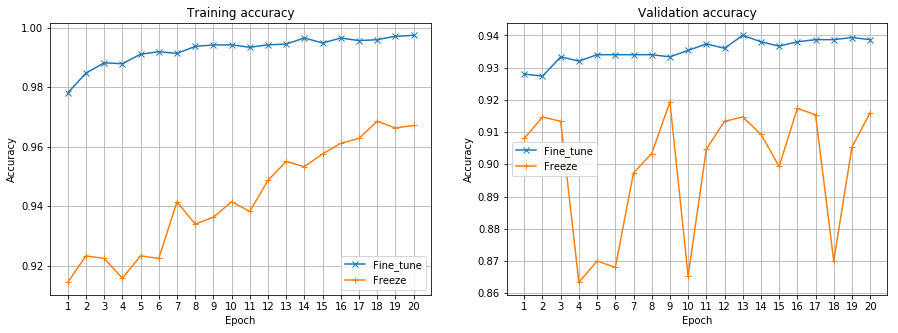 Training accuracy
Accuracy
1.00
0.98
0.96
0.94
0.92
Fine_tune
Freeze
1 2 3 4 5 6 7 8 9 10 11 12 13 14 15 16 17 18 19 20
Epoch
Validation accuracy
Accuracy
0.94
0.93
0.92
0.91
0.90
0.89
0.88
0.87
0.86
Fine_tune
Freeze
1 2 3 4 5 6 7 8 9 10 11 12 13 14 15 16 17 18 19 20
Epoch